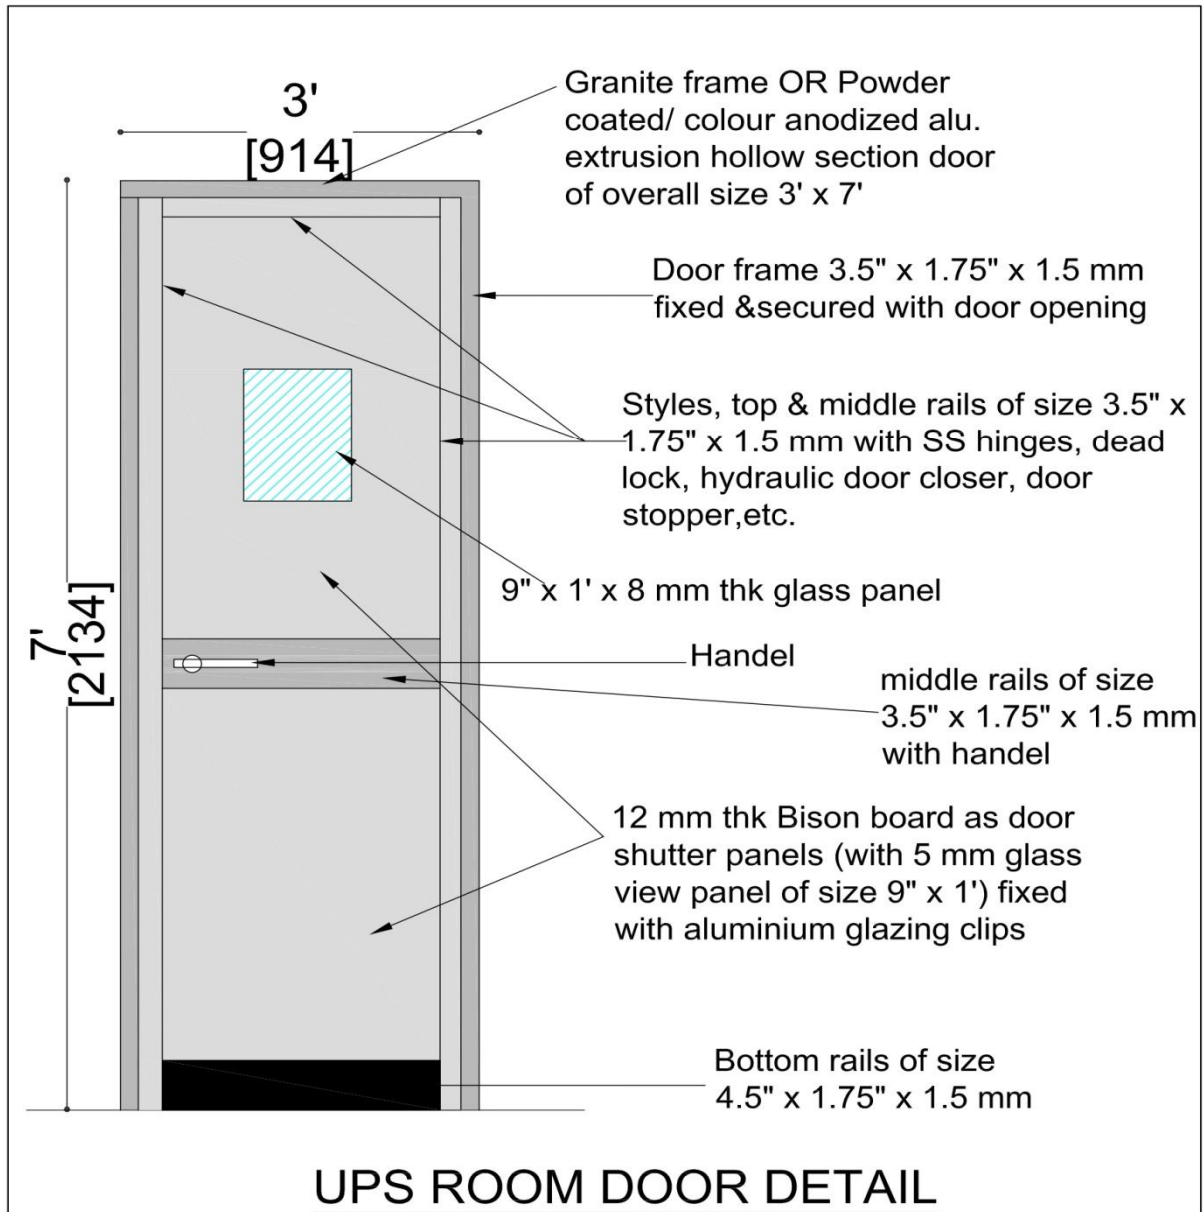 3'
[914]
Granite frame OR Powder
coated/ colour anodized alu.
extrusion hollow section door
of overall size 3' x 7'
Door frame 3.5" x 1.75" x 1.5 mm
fixed &secured with door opening
Styles, top & middle rails of size 3.5" x
1.75" x 1.5 mm with SS hinges, dead
lock, hydraulic door closer, door
stopper,etc.
9" x 1' x 8 mm thk glass panel
7'
[2134]
Handel
middle rails of size
3.5" x 1.75" x 1.5 mm
with handel
12 mm thk Bison board as door
shutter panels (with 5 mm glass
view panel of size 9" x 1') fixed
with aluminium glazing clips
Bottom rails of size
4.5" x 1.75" x 1.5 mm
UPS ROOM DOOR DETAIL